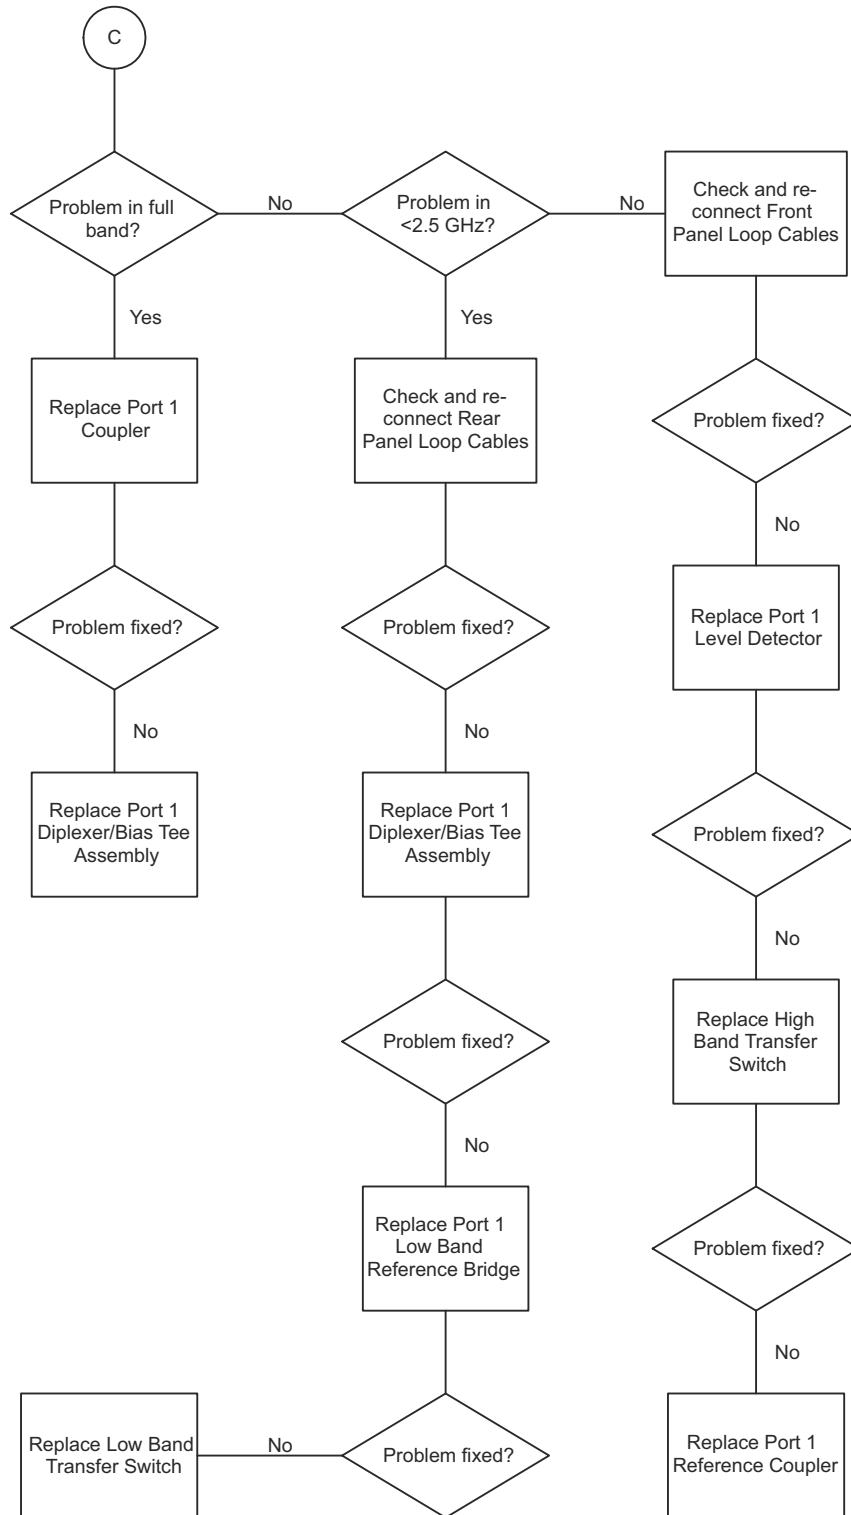 C
Problem in full
band?
No
Problem in
<2.5 GHz?
No
Check and re-
connect Front
Panel Loop Cables
Yes
Yes
Replace Port 1
Coupler
Check and re-
connect Rear
Panel Loop Cables
Problem fixed?
No
Problem fixed?
Problem fixed?
Replace Port 1
Level Detector
No
No
Replace Port 1
Diplexer/Bias Tee
Assembly
Replace Port 1
Diplexer/Bias Tee
Assembly
Problem fixed?
No
Problem fixed?
Replace High
Band Transfer
Switch
No
Replace Port 1
Low Band
Reference Bridge
Problem fixed?
No
Replace Low Band
Transfer Switch
No
Problem fixed?
Replace Port 1
Reference Coupler